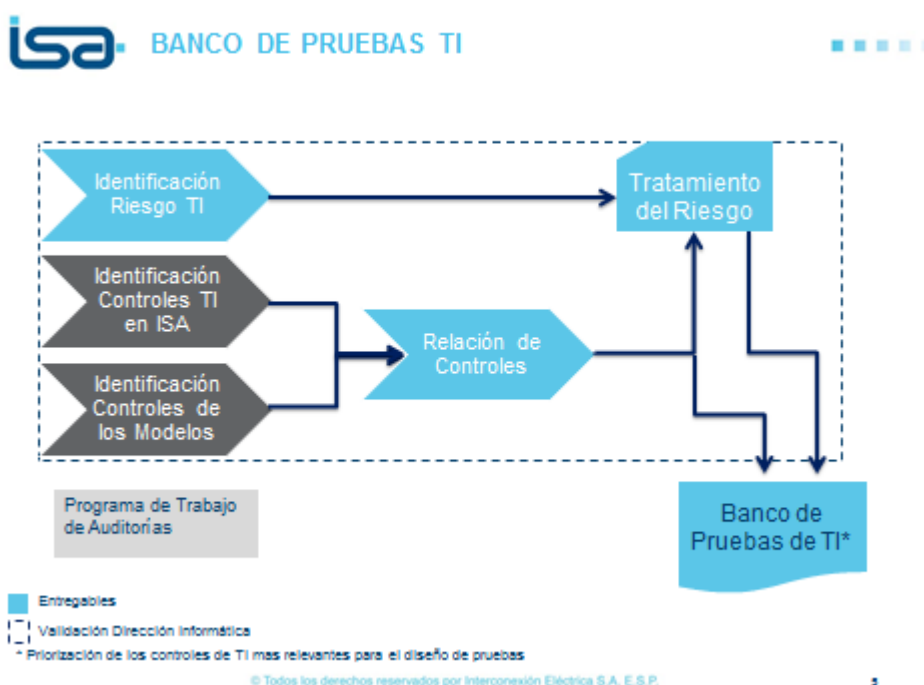 isa
BANCO DE PRUEBAS TI
Identificación
Riesgo TI
Tratamiento
del Riesgo
Identificación
Controles TI
en ISA
Relación de
Controles
Identificación
Controles de
los Modelos
Programa de Trabajo
de Auditorías
Banco de
Pruebas de TI*
Entregables
Validación Dirección Informática
* Priorización de los controles de TI mas relevantes para el diseño de pruebas
© Todos los derechos reservados por Interconexión Eléctrica S.A. E.S.P.